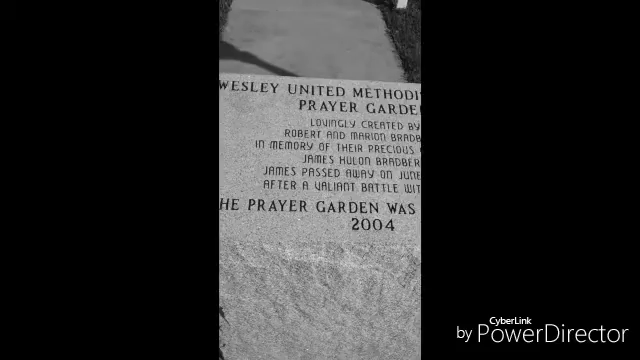 WESLEY UNITED METHODI
PRAYER GARDE
LOVINGLY CREATED BY
ROBERT AND MARION BRADB
IN MEMORY OF THEIR PRECIOUS
JAMES HULON BRADBER
JAMES PASSED AWAY ON JUNE
AFTER A VALIANT BATTLE WIT
HE PRAYER GARDEN WAS
2004
CyberLink
by PowerDirector